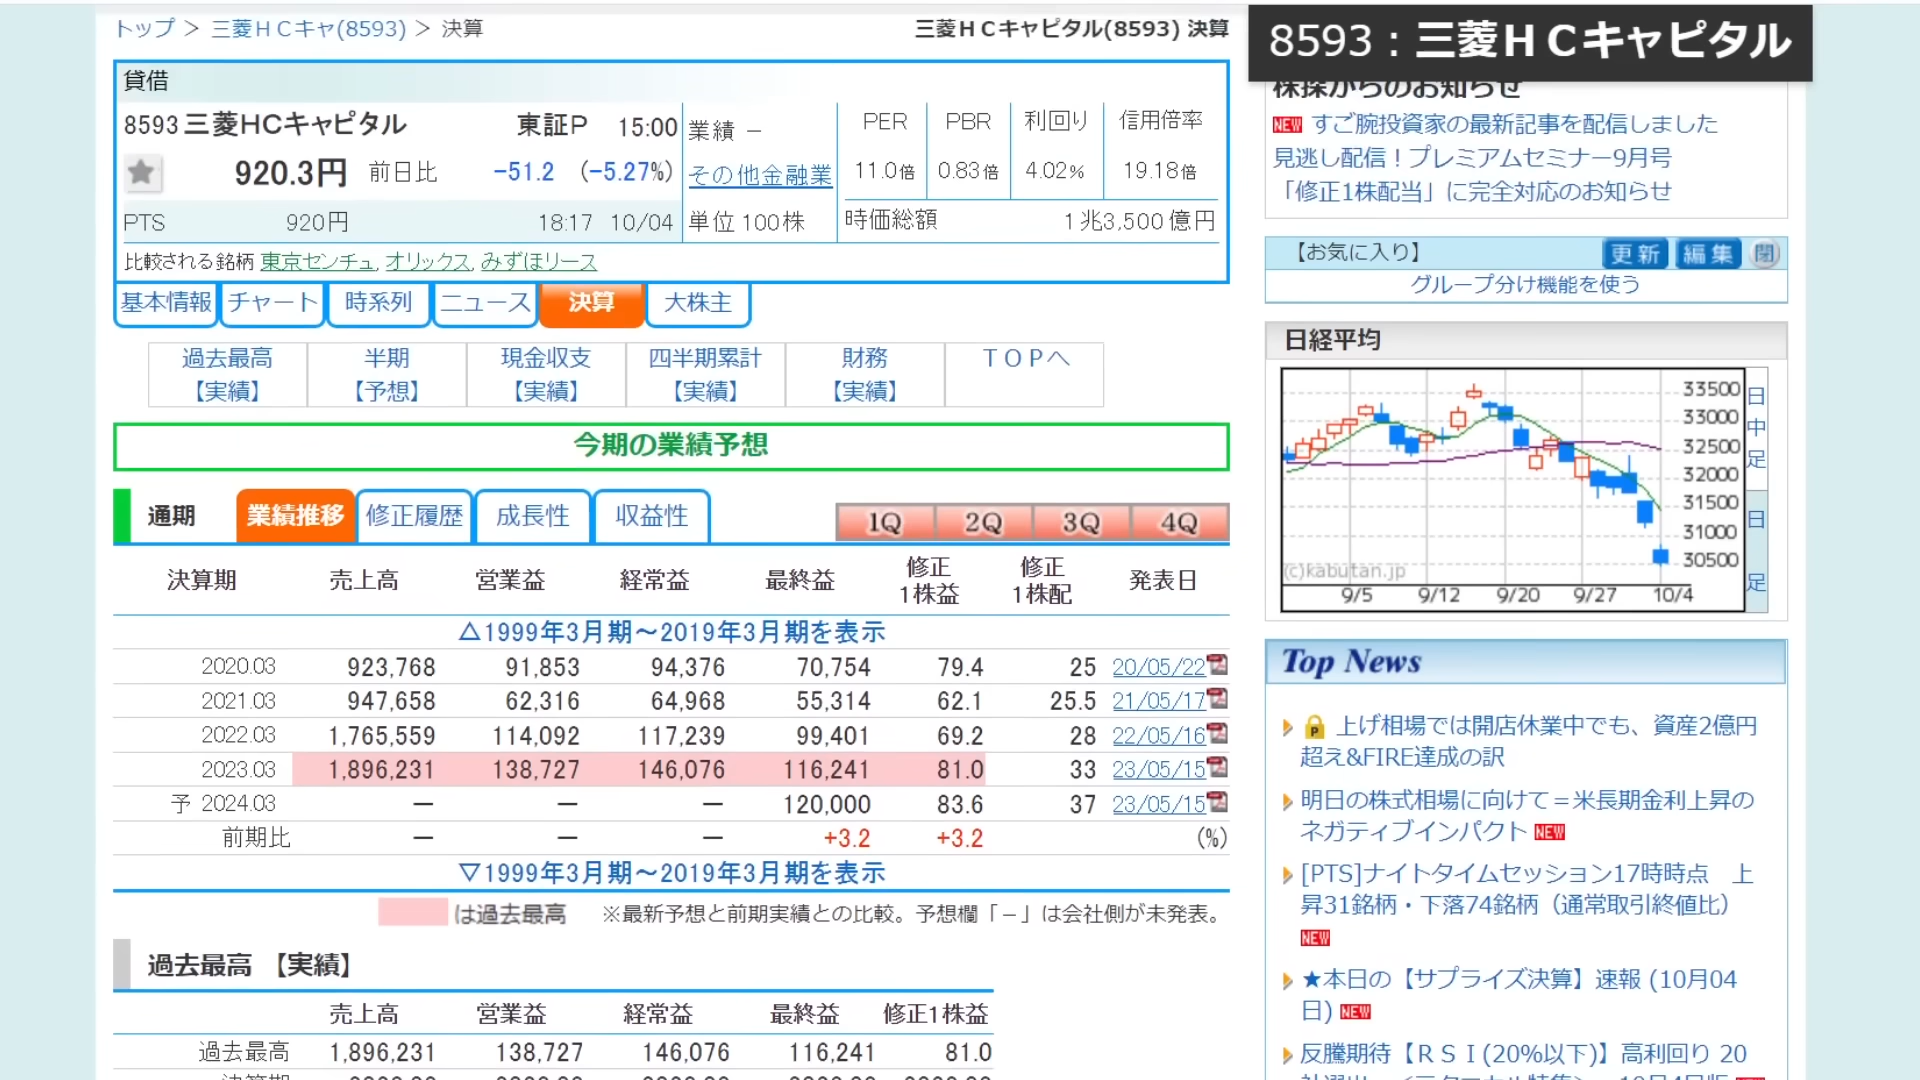 トップ ＞ 三菱ＨＣキャ(8593) ＞ 決算
三菱ＨＣキャピタル(8593) 決算
8593：三菱ＨＣキャピタル
貸借
8593 三菱HCキャピタル 東証P 15:00
920.3円 前日比 -51.2 (-5.27%)
PTS 920円 18:17 10/04
業績 －
その他金融業
単位 100株
PER PBR 利回り 信用倍率
11.0倍 0.83倍 4.02% 19.18倍
時価総額 1兆3,500億円
比較される銘柄 東京センチュ, オリックス, みずほリース
基本情報 チャート 時系列 ニュース 決算 大株主
過去最高 半期 現金収支 四半期累計 財務 ＴＯＰへ
【実績】 【予想】 【実績】 【実績】 【実績】
今期の業績予想
通期 業績推移 修正履歴 成長性 収益性 1Q 2Q 3Q 4Q
決算期 売上高 営業益 経常益 最終益 修正1株益 修正1株配 発表日
△1999年3月期～2019年3月期を表示
2020.03 923,768 91,853 94,376 70,754 79.4 25 20/05/22
2021.03 947,658 62,316 64,968 55,314 62.1 25.5 21/05/17
2022.03 1,765,559 114,092 117,239 99,401 69.2 28 22/05/16
2023.03 1,896,231 138,727 146,076 116,241 81.0 33 23/05/15
予 2024.03 － － － 120,000 83.6 37 23/05/15
前期比 － － － +3.2 +3.2 (%)
▽1999年3月期～2019年3月期を表示
は過去最高 ※最新予想と前期実績との比較。予想欄「－」は会社側が未発表。
過去最高 【実績】
売上高 営業益 経常益 最終益 修正1株益
過去最高 1,896,231 138,727 146,076 116,241 81.0
株探からのお知らせ
NEW すご腕投資家の最新記事を配信しました
見逃し配信！プレミアムセミナー9月号
「修正1株配当」に完全対応のお知らせ
【お気に入り】 更新 編集 閉
グループ分け機能を使う
日経平均
33500
33000
32500
32000
31500
31000
30500
(c)kabutan.jp
9/5 9/12 9/20 9/27 10/4
日中足
日足
Top News
上げ相場では開店休業中でも、資産2億円
超え&FIRE達成の訳
明日の株式相場に向けて＝米長期金利上昇の
ネガティブインパクト NEW
[PTS]ナイトタイムセッション17時時点 上
昇31銘柄・下落74銘柄（通常取引終値比）
NEW
★本日の【サプライズ決算】速報 (10月04
日) NEW
反騰期待【ＲＳＩ(20%以下)】高利回り 20